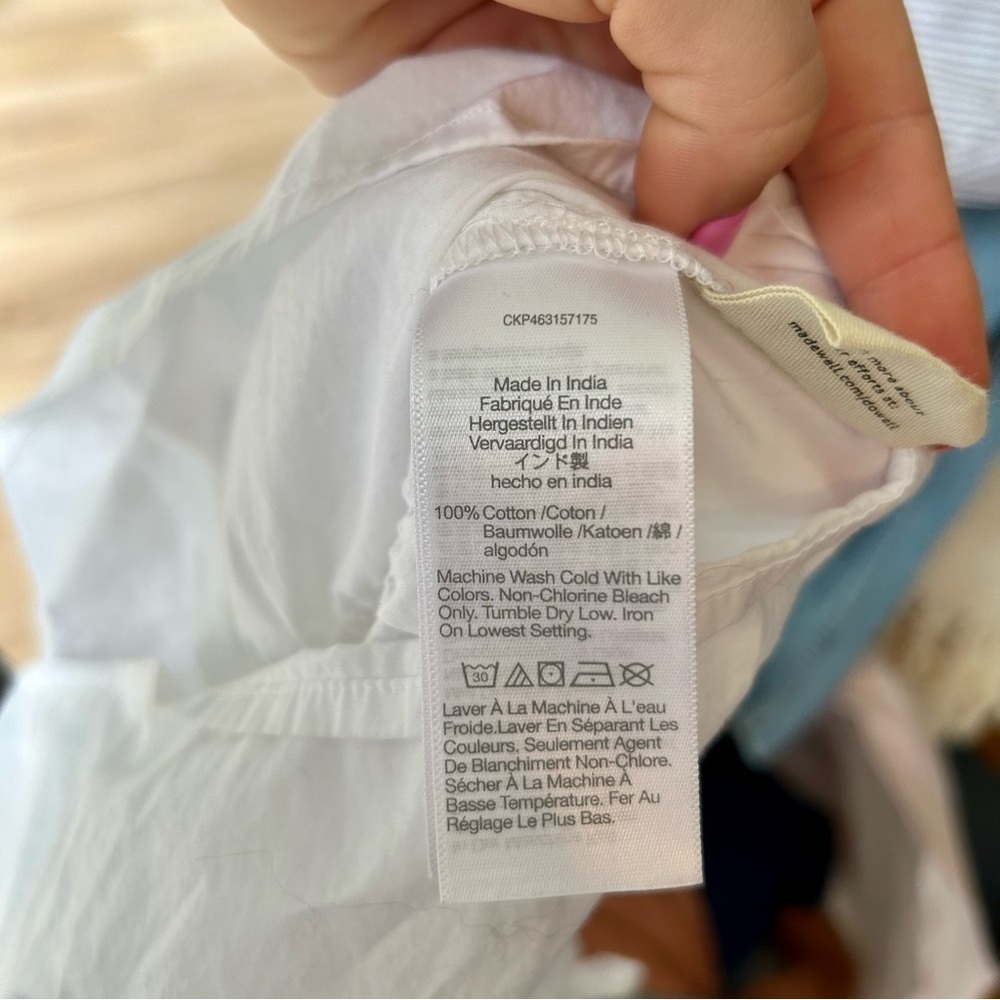 CKP463157175
Made In India
Fabriqué En Inde
Hergestellt In Indien
Vervaardigd In India
インド製
hecho en india
100% Cotton /Coton /
Baumwolle /Katoen /綿 /
algodón
Machine Wash Cold With Like
Colors. Non-Chlorine Bleach
Only. Tumble Dry Low. Iron
On Lowest Setting.
30
Laver À La Machine À L'eau
Froide.Laver En Séparant Les
Couleurs. Seulement Agent
De Blanchiment Non-Chlore.
Sécher À La Machine À
Basse Température. Fer Au
Réglage Le Plus Bas.
more about
efforts at:
madewell.com/dowell